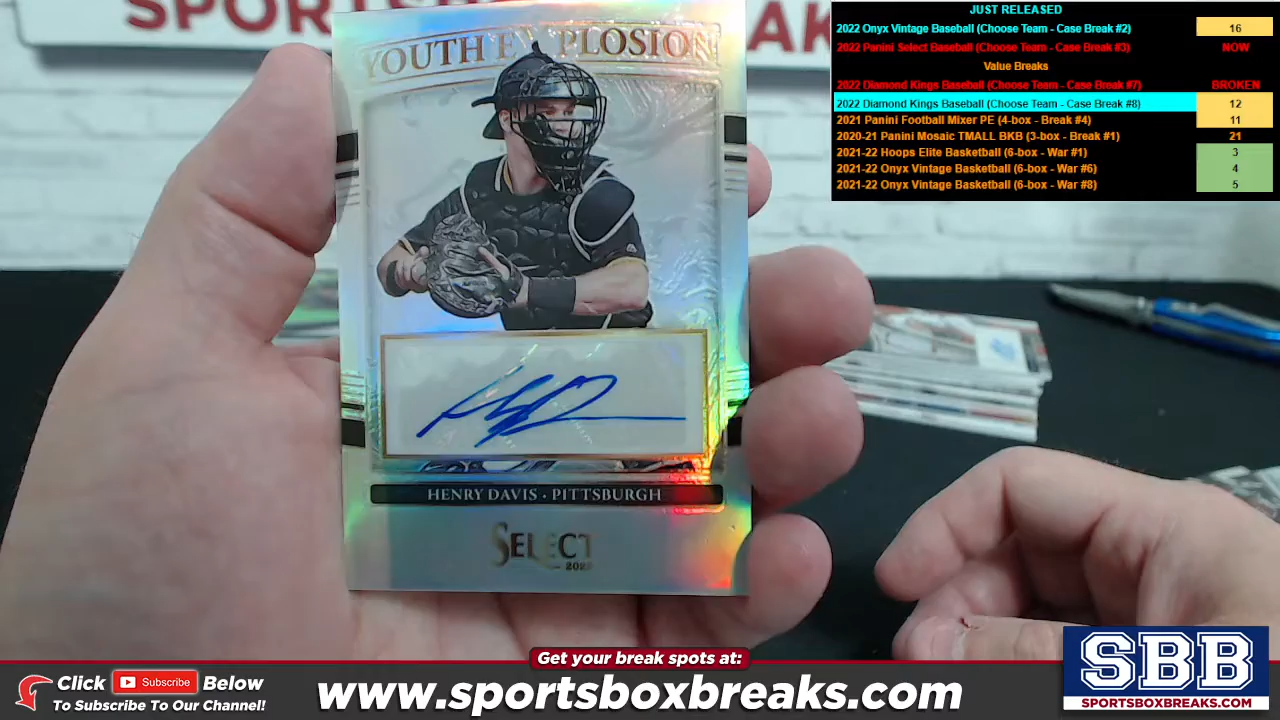 SPORTS
YOUTH EXPLOSION
HENRY DAVIS · PITTSBURGH
SELECT
JUST RELEASED
2022 Onyx Vintage Baseball (Choose Team - Case Break #2) 16
2022 Panini Select Baseball (Choose Team - Case Break #3) NOW
Value Breaks
2022 Diamond Kings Baseball (Choose Team - Case Break #7) BROKEN
2022 Diamond Kings Baseball (Choose Team - Case Break #8) 12
2021 Panini Football Mixer PE (4-box - Break #4) 11
2020-21 Panini Mosaic TMALL BKB (3-box - Break #1) 21
2021-22 Hoops Elite Basketball (6-box - War #1) 3
2021-22 Onyx Vintage Basketball (6-box - War #6) 4
2021-22 Onyx Vintage Basketball (6-box - War #8) 5
Get your break spots at:
Click Subscribe Below
To Subscribe To Our Channel!
www.sportsboxbreaks.com
SBB
SPORTSBOXBREAKS.COM